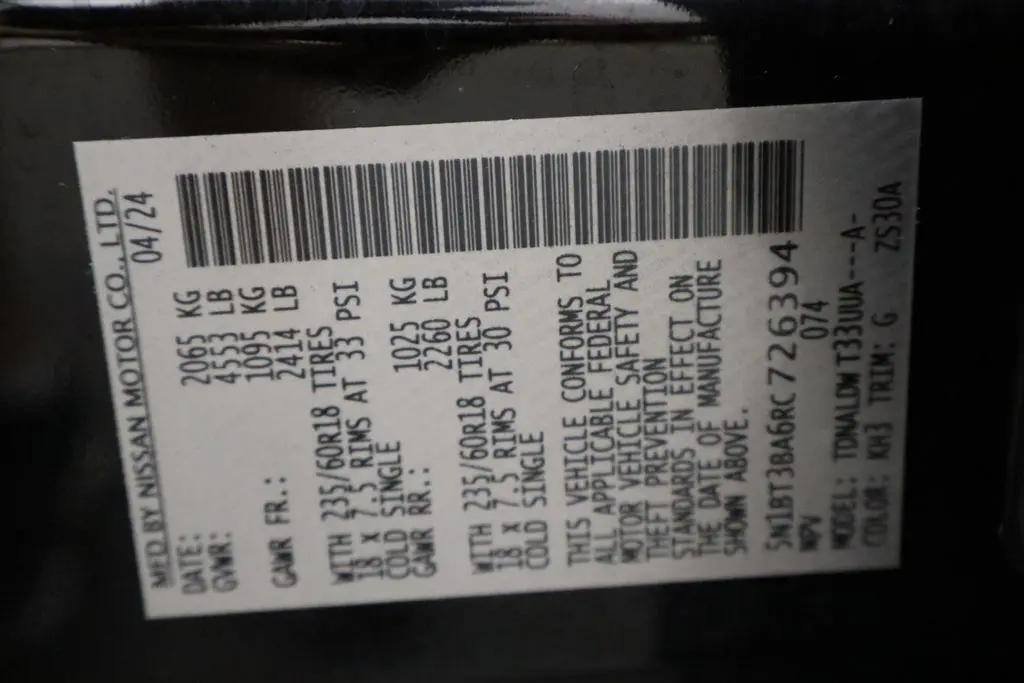 MFD BY NISSAN MOTOR CO., LTD.
DATE: 04/24
GVWR: 2065 KG
4553 LB
GAWR FR.: 1095 KG
2414 LB
WITH 235/60R18 TIRES
18 X 7.5 RIMS AT 33 PSI
COLD SINGLE
GAWR RR.: 1025 KG
2260 LB
WITH 235/60R18 TIRES
18 X 7.5 RIMS AT 30 PSI
COLD SINGLE
THIS VEHICLE CONFORMS TO
ALL APPLICABLE FEDERAL
MOTOR VEHICLE SAFETY AND
THEFT PREVENTION
STANDARDS IN EFFECT ON
THE DATE OF MANUFACTURE
SHOWN ABOVE.
5N1BT3BA6RC726394
MPV 074
MODEL: TDNALDWT33UUA---A-
COLOR: KH3 TRIM: G ZS30A